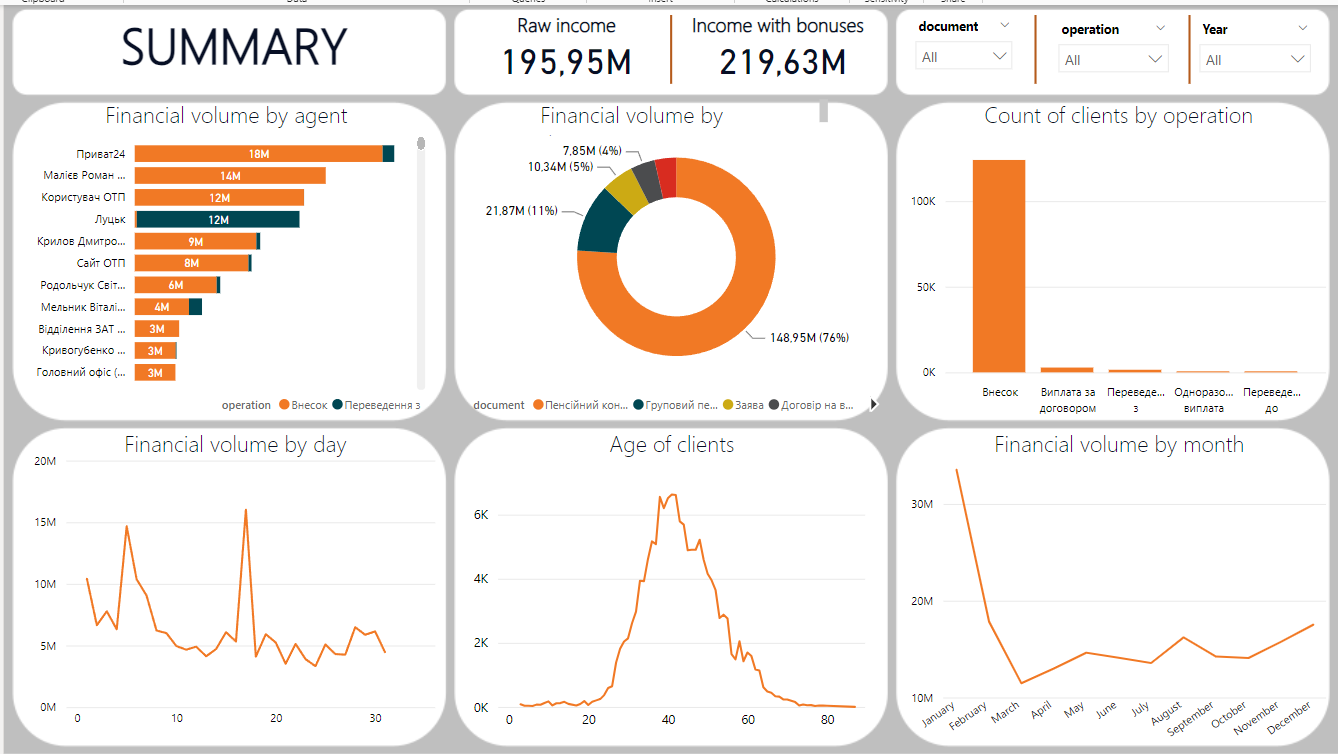 Clipboard
Data
Queries
Insert
Calculations
Sensitivity
Share
SUMMARY
Raw income
195,95M
Income with bonuses
219,63M
document
All
operation
All
Year
All
Financial volume by agent
Приват24
18M
Малієв Роман ...
14M
Користувач ОТП
12M
Луцьк
12M
Крилов Дмитро...
9M
Сайт ОТП
8M
Родольчук Світ...
6M
Мельник Віталі...
4M
Відділення ЗАТ ...
3M
Кривогубенко ...
3M
Головний офіс (...
3M
operation Внесок Переведення з
Financial volume by
7,85M (4%)
10,34M (5%)
21,87M (11%)
148,95M (76%)
document Пенсійний кон... Груповий пе... Заява Договір на в...
Count of clients by operation
100K
50K
0K
Внесок
Виплата за
договором
Переведе...
з
Одноразо...
виплата
Переведе...
до
Financial volume by day
20M
15M
10M
5M
0M
0 10 20 30
Age of clients
6K
4K
2K
0K
0 20 40 60 80
Financial volume by month
30M
20M
10M
January
February
March
April
May
June
July
August
September
October
November
December